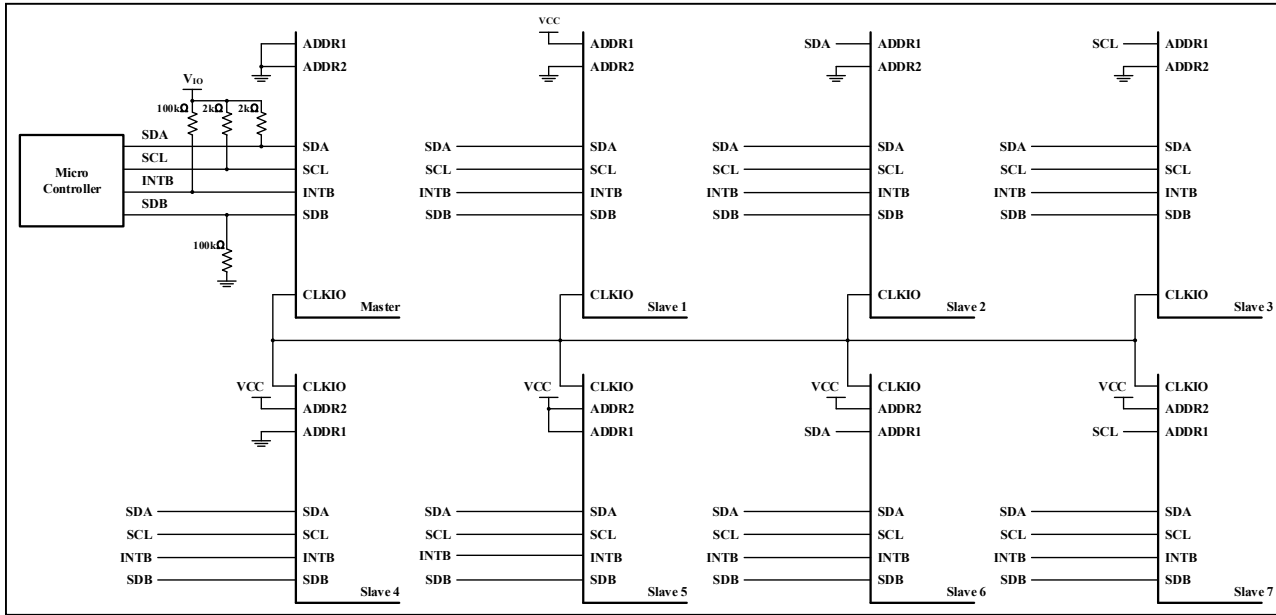 VCC
ADDR1 ADDR1 SDA ADDR1 SCL ADDR1
ADDR2 ADDR2 ADDR2 ADDR2
VIO
100kΩ 2kΩ 2kΩ
SDA SDA SDA SDA SDA SDA SDA SDA
SCL SCL SCL SCL SCL SCL SCL SCL
Micro
Controller
INTB INTB INTB INTB INTB INTB INTB INTB
SDB SDB SDB SDB SDB SDB SDB SDB
100kΩ
CLKIO CLKIO CLKIO CLKIO
Master Slave 1 Slave 2 Slave 3
VCC CLKIO VCC CLKIO VCC CLKIO VCC CLKIO
ADDR2 ADDR2 ADDR2 ADDR2
ADDR1 ADDR1 SDA ADDR1 SCL ADDR1
SDA SDA SDA SDA SDA SDA SDA SDA
SCL SCL SCL SCL SCL SCL SCL SCL
INTB INTB INTB INTB INTB INTB INTB INTB
SDB SDB SDB SDB SDB SDB SDB SDB
Slave 4 Slave 5 Slave 6 Slave 7